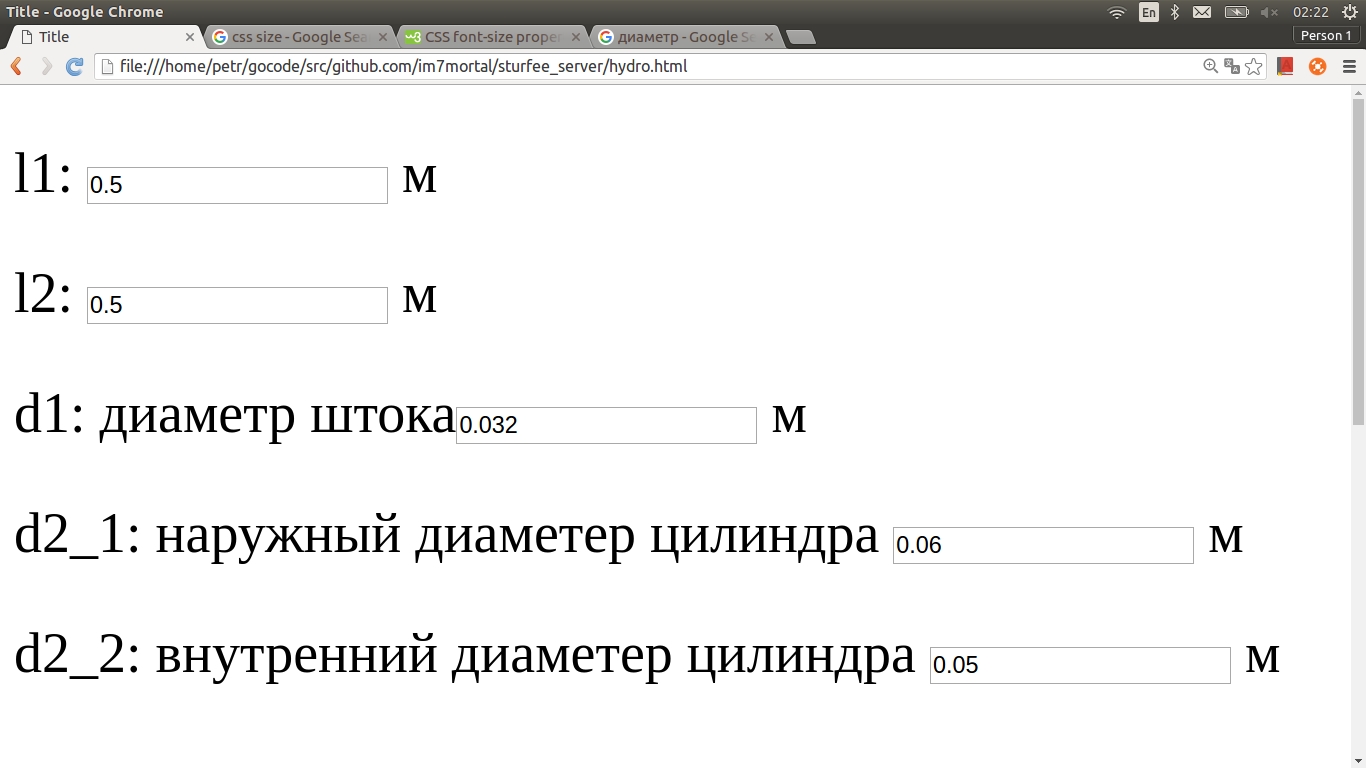 Title - Google Chrome
En
02:22
Title
css size - Google Sea
CSS font-size proper
диаметр - Google Se
Person 1
file:///home/petr/gocode/src/github.com/im7mortal/sturfee_server/hydro.html
l1: 0.5 м
l2: 0.5 м
d1: диаметр штока 0.032 м
d2_1: наружный диаметер цилиндра 0.06 м
d2_2: внутренний диаметер цилиндра 0.05 м